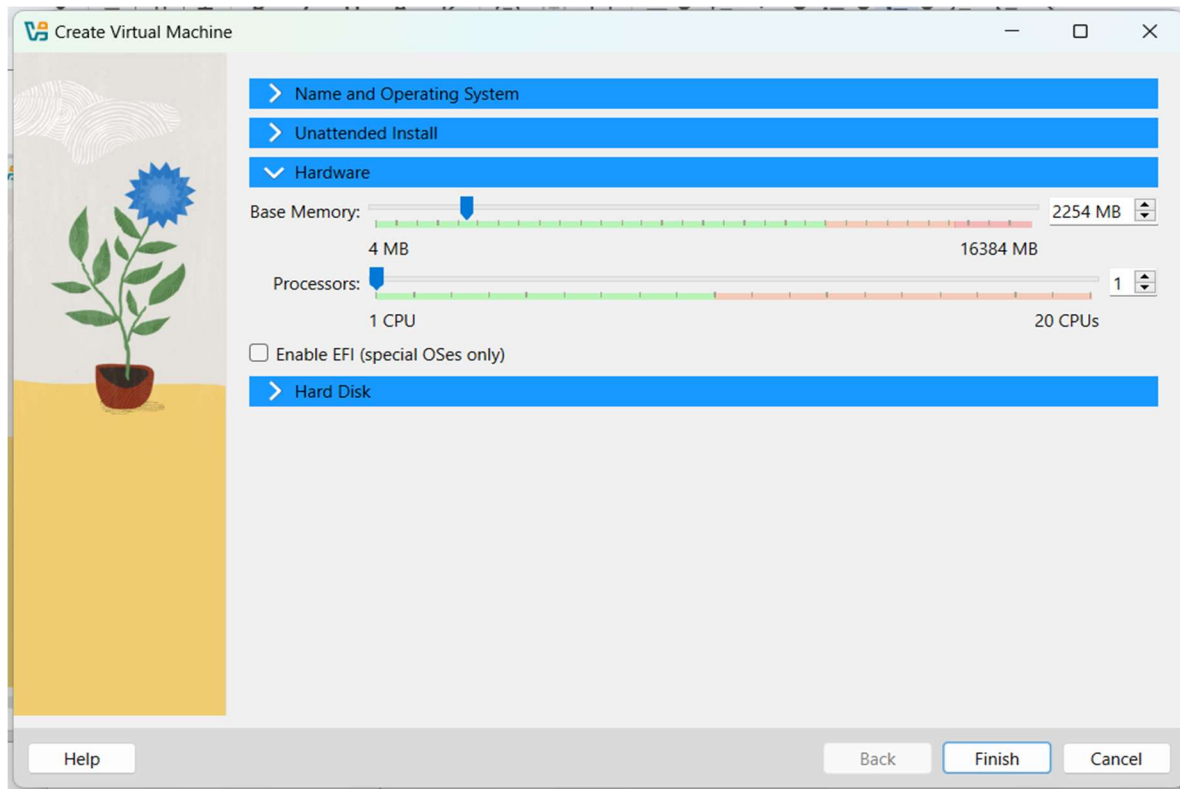 Create Virtual Machine
Name and Operating System
Unattended Install
Hardware
Base Memory: 2254 MB
4 MB 16384 MB
Processors: 1
1 CPU 20 CPUs
Enable EFI (special OSes only)
Hard Disk
Help Back Finish Cancel